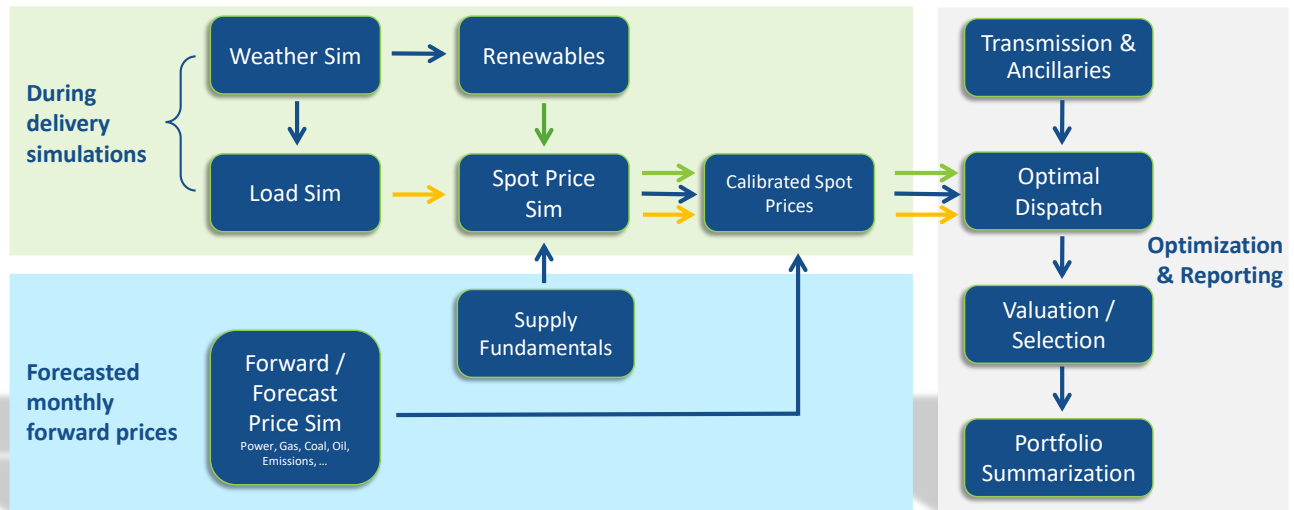 During
delivery
simulations
Weather Sim
Renewables
Load Sim
Spot Price
Sim
Calibrated Spot
Prices
Forecasted
monthly
forward prices
Forward /
Forecast
Price Sim
Power, Gas, Coal, Oil,
Emissions, ...
Supply
Fundamentals
Transmission &
Ancillaries
Optimal
Dispatch
Optimization
& Reporting
Valuation /
Selection
Portfolio
Summarization